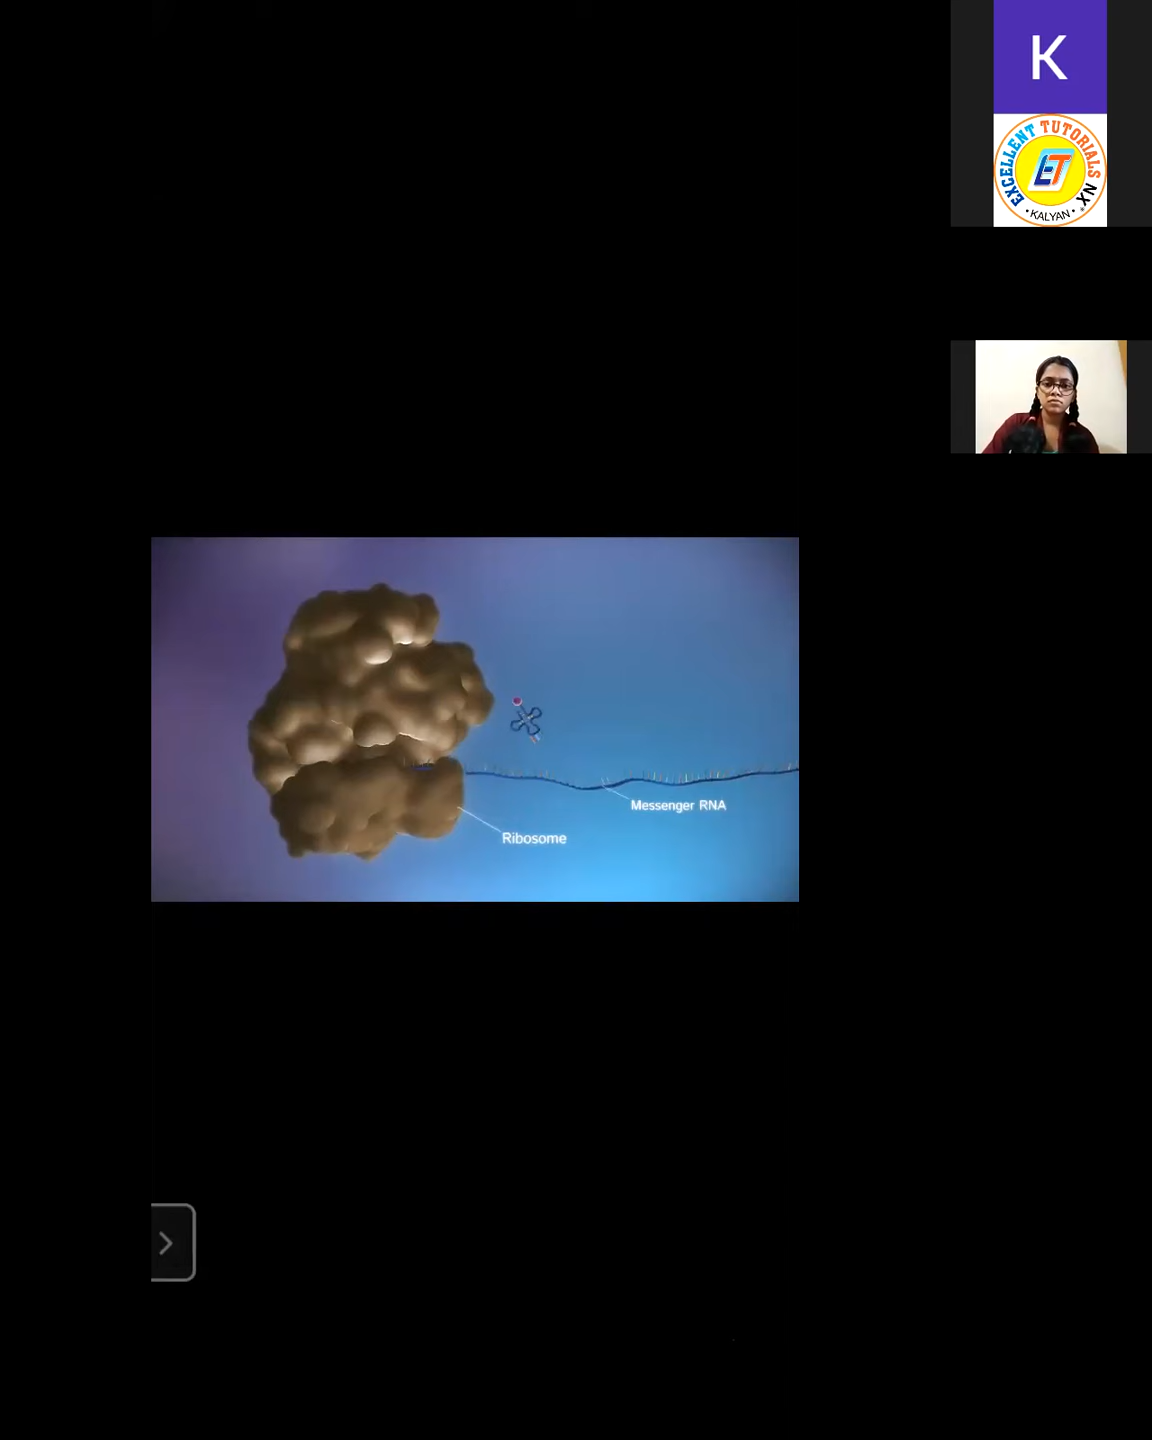 K
EXCELLENT TUTORIALS NX
ET
• KALYAN •
Messenger RNA
Ribosome